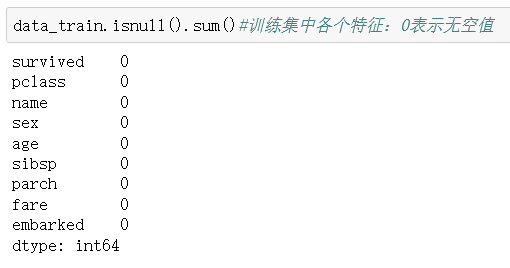 data_train.isnull().sum()#训练集中各个特征：0表示无空值
survived    0
pclass      0
name        0
sex         0
age         0
sibsp       0
parch       0
fare        0
embarked    0
dtype: int64